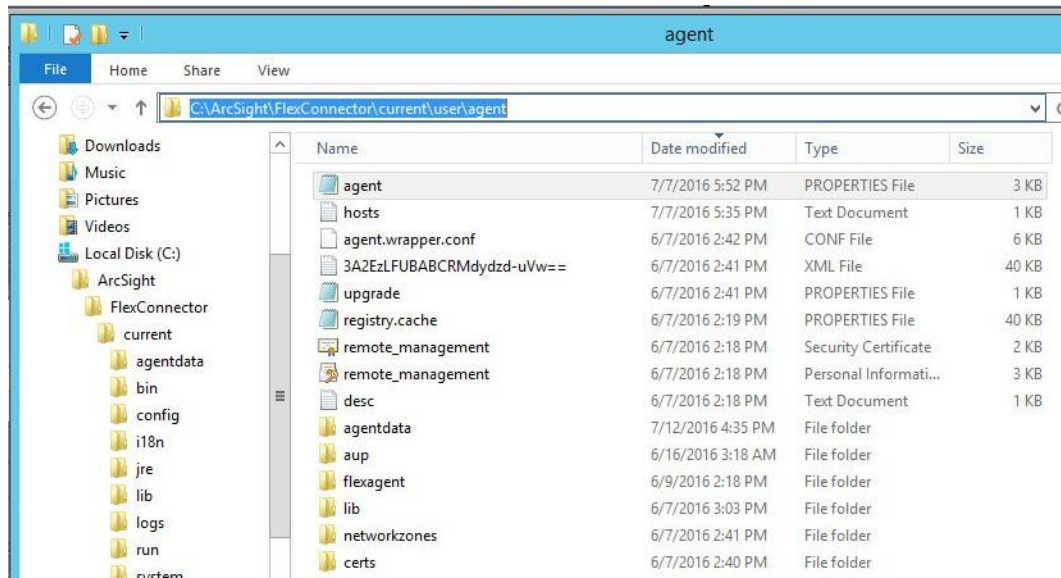 agent
File Home Share View
C:\ArcSight\FlexConnector\current\user\agent
Downloads
Music
Pictures
Videos
Local Disk (C:)
ArcSight
FlexConnector
current
agentdata
bin
config
i18n
jre
lib
logs
run
system
Name Date modified Type Size
agent 7/7/2016 5:52 PM PROPERTIES File 3 KB
hosts 7/7/2016 5:35 PM Text Document 1 KB
agent.wrapper.conf 6/7/2016 2:42 PM CONF File 6 KB
3A2EzLFUBABCRMdydzd-uVw== 6/7/2016 2:41 PM XML File 40 KB
upgrade 6/7/2016 2:41 PM PROPERTIES File 1 KB
registry.cache 6/7/2016 2:19 PM PROPERTIES File 40 KB
remote_management 6/7/2016 2:18 PM Security Certificate 2 KB
remote_management 6/7/2016 2:18 PM Personal Informati... 3 KB
desc 6/7/2016 2:18 PM Text Document 1 KB
agentdata 7/12/2016 4:35 PM File folder
aup 6/16/2016 3:18 AM File folder
flexagent 6/9/2016 2:18 PM File folder
lib 6/7/2016 3:03 PM File folder
networkzones 6/7/2016 2:41 PM File folder
certs 6/7/2016 2:40 PM File folder